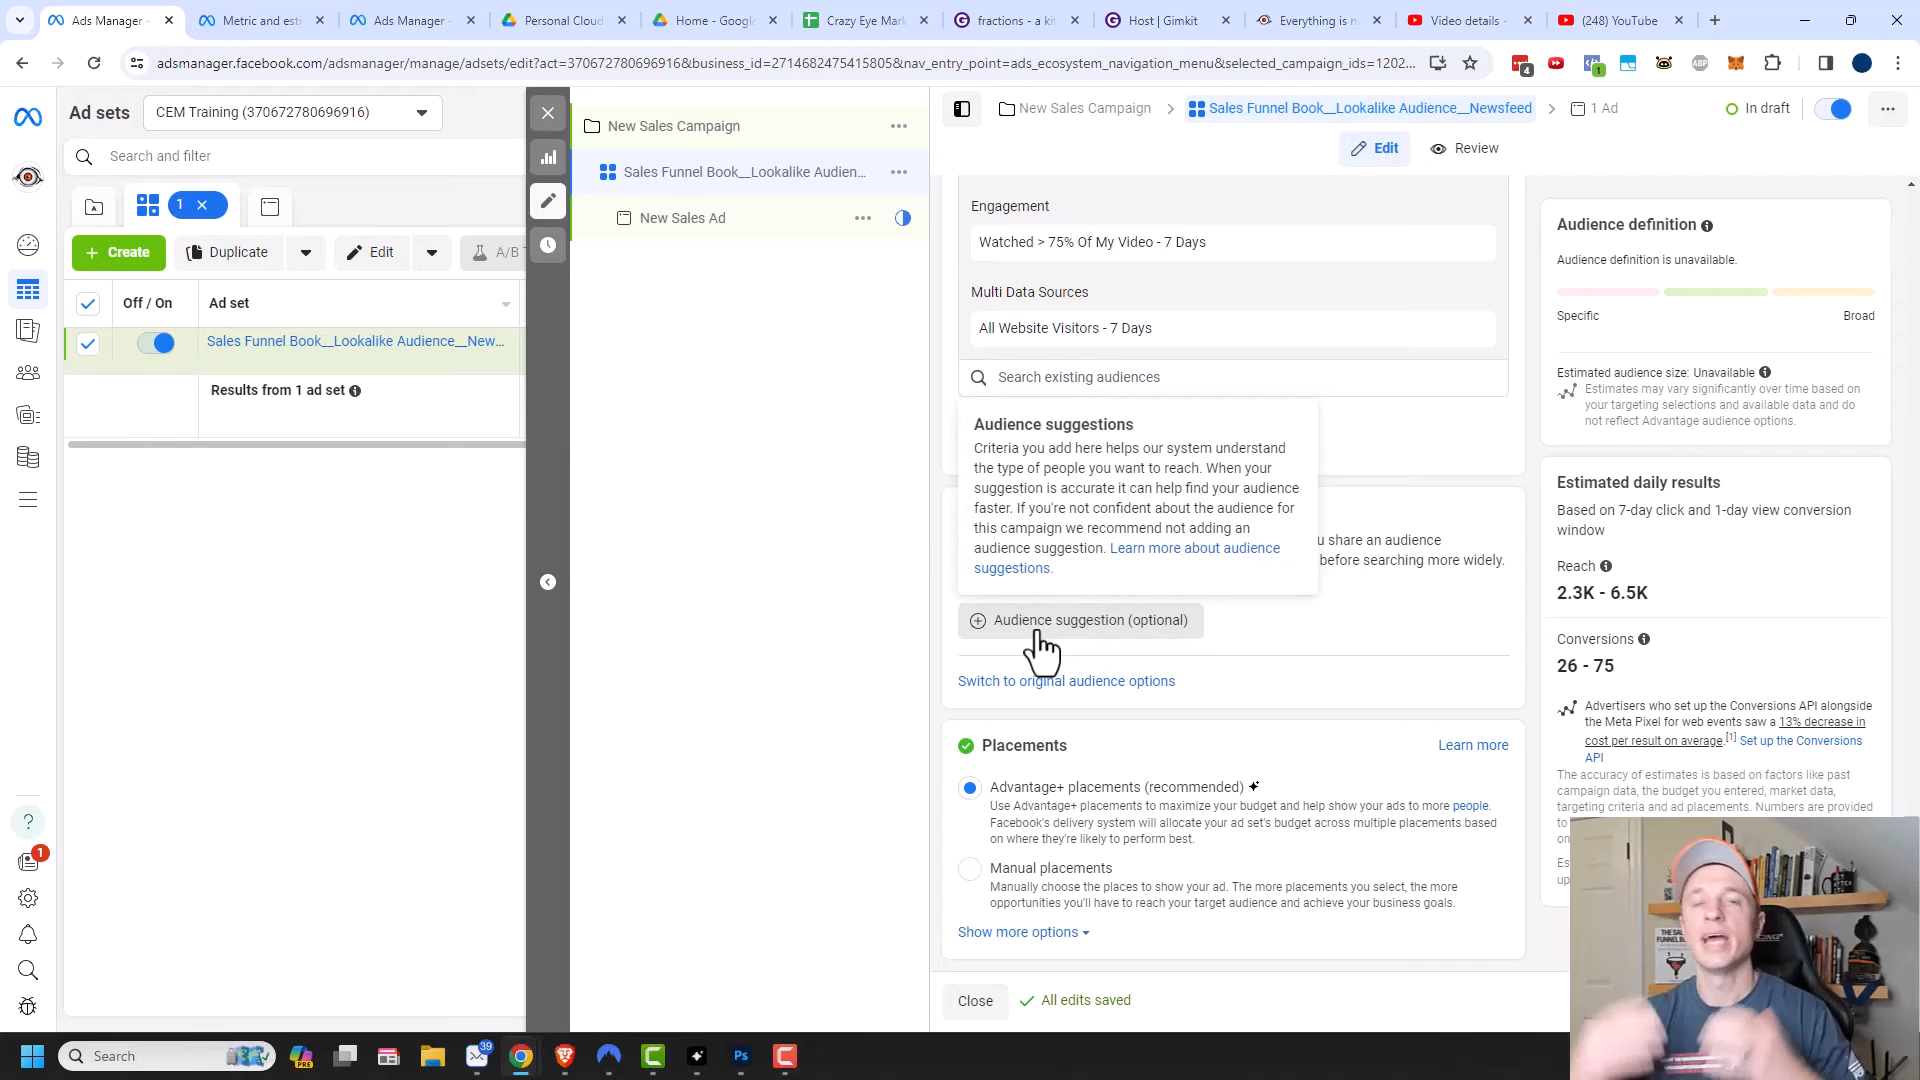 Ads Manager -
Metric and esti
Ads Manager -
Personal Cloud
Home - Google
Crazy Eye Mark
fractions - a ki
Host | Gimkit
Everything is n
Video details -
(248) YouTube
adsmanager.facebook.com/adsmanager/manage/adsets/edit?act=370672780696916&business_id=2714682475415805&nav_entry_point=ads_ecosystem_navigation_menu&selected_campaign_ids=1202...
4
1
ABP
Ad sets
CEM Training (370672780696916)
New Sales Campaign
New Sales Campaign
Sales Funnel Book__Lookalike Audience__Newsfeed
1 Ad
In draft
Search and filter
Edit
Review
Sales Funnel Book__Lookalike Audien...
1
New Sales Ad
Create
Duplicate
Edit
A/B T
Off / On
Ad set
Sales Funnel Book__Lookalike Audience__New...
Results from 1 ad set
Engagement
Watched > 75% Of My Video - 7 Days
Multi Data Sources
All Website Visitors - 7 Days
Search existing audiences
Audience suggestions
Criteria you add here helps our system understand
the type of people you want to reach. When your
suggestion is accurate it can help find your audience
faster. If you're not confident about the audience for
this campaign we recommend not adding an
audience suggestion. Learn more about audience
suggestions.
u share an audience
before searching more widely.
Audience suggestion (optional)
Switch to original audience options
Placements
Learn more
Advantage+ placements (recommended)
Use Advantage+ placements to maximize your budget and help show your ads to more people.
Facebook's delivery system will allocate your ad set's budget across multiple placements based
on where they're likely to perform best.
Manual placements
Manually choose the places to show your ad. The more placements you select, the more
opportunities you'll have to reach your target audience and achieve your business goals.
Show more options
Close
All edits saved
Audience definition
Audience definition is unavailable.
Specific
Broad
Estimated audience size: Unavailable
Estimates may vary significantly over time based on
your targeting selections and available data and do
not reflect Advantage audience options.
Estimated daily results
Based on 7-day click and 1-day view conversion
window
Reach
2.3K - 6.5K
Conversions
26 - 75
Advertisers who set up the Conversions API alongside
the Meta Pixel for web events saw a 13% decrease in
cost per result on average.[1] Set up the Conversions
API
The accuracy of estimates is based on factors like past
campaign data, the budget you entered, market data,
targeting criteria and ad placements. Numbers are provided
to
on
Es
up
1
Search
PRE
39
Ps